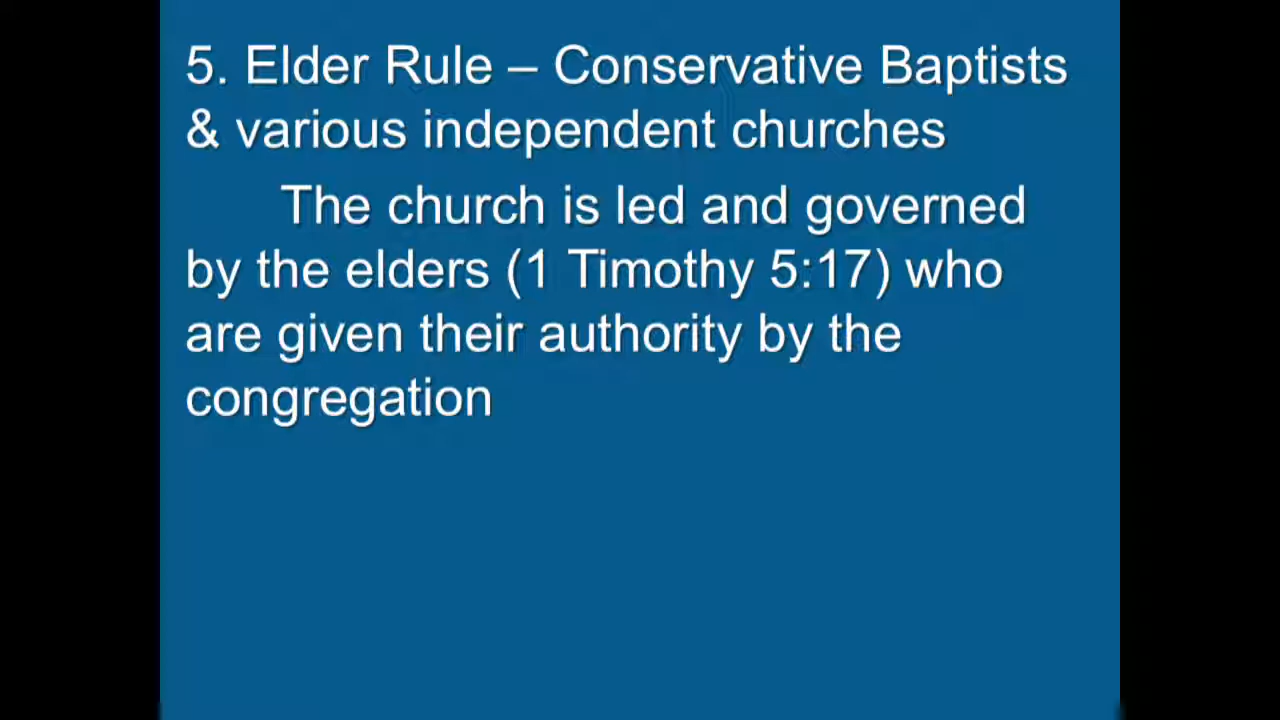 5. Elder Rule – Conservative Baptists
& various independent churches
The church is led and governed
by the elders (1 Timothy 5:17) who
are given their authority by the
congregation